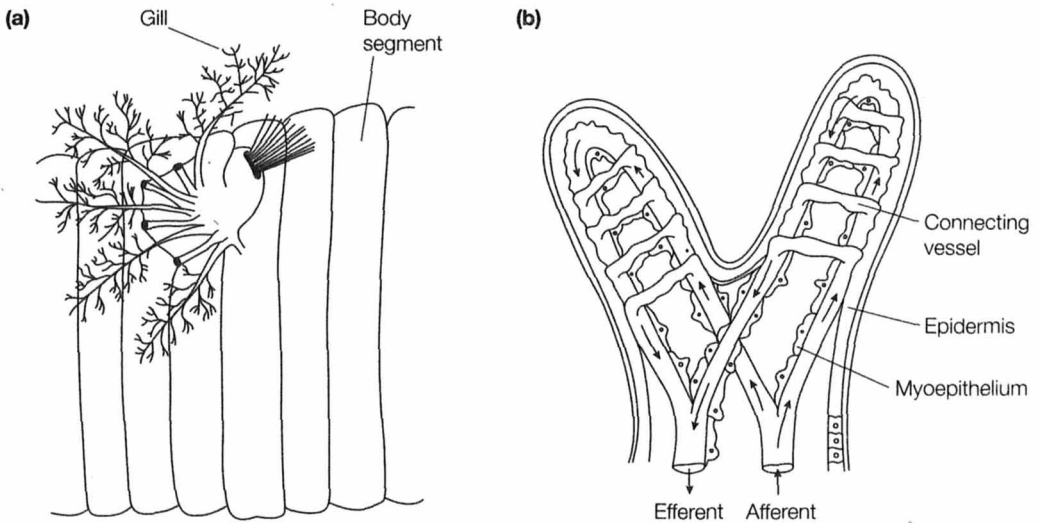 (a)
Gill
Body
segment
(b)
Connecting
vessel
Epidermis
Myoepithelium
Efferent
Afferent